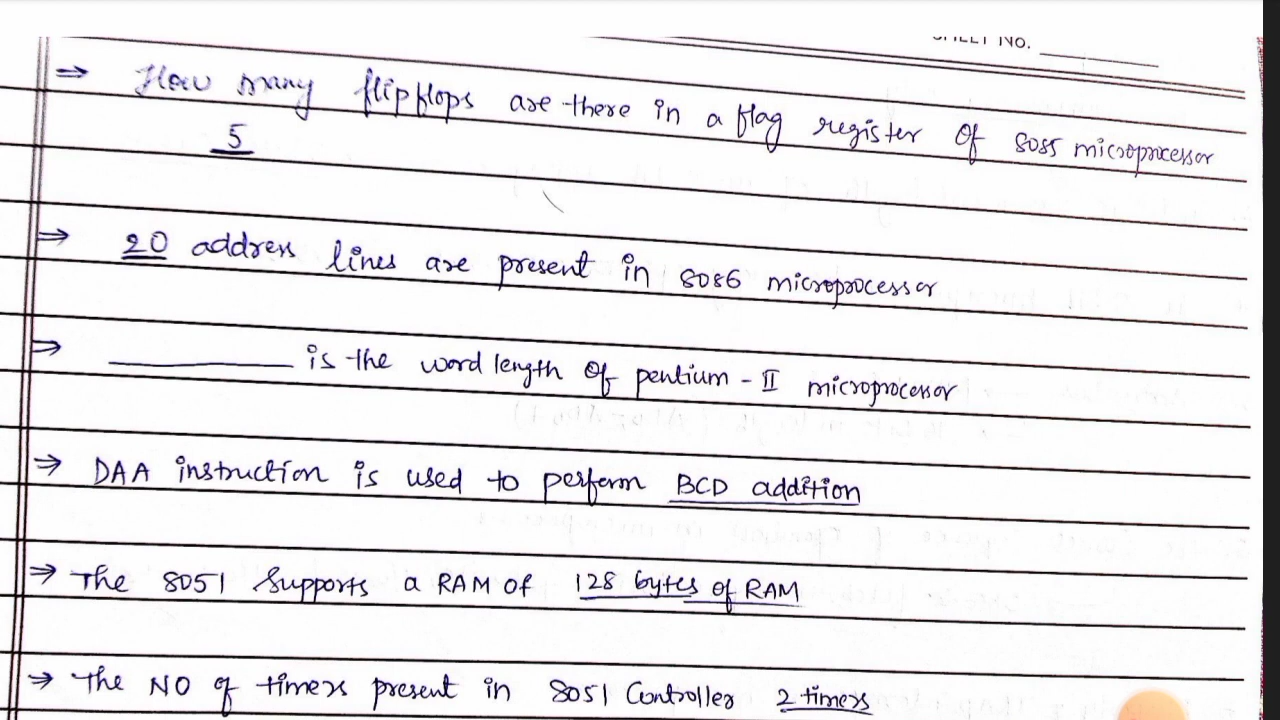 SHEET NO.
⇒ How many flipflops are there in a flag register of 8085 microprocessor
5
⇒ 20 address lines are present in 8086 microprocessor
⇒ __________ is the word length of pentium - II microprocessor
⇒ DAA instruction is used to perform BCD addition
⇒ The 8051 Supports a RAM of 128 bytes of RAM
⇒ The NO of timers present in 8051 Controller 2 timers